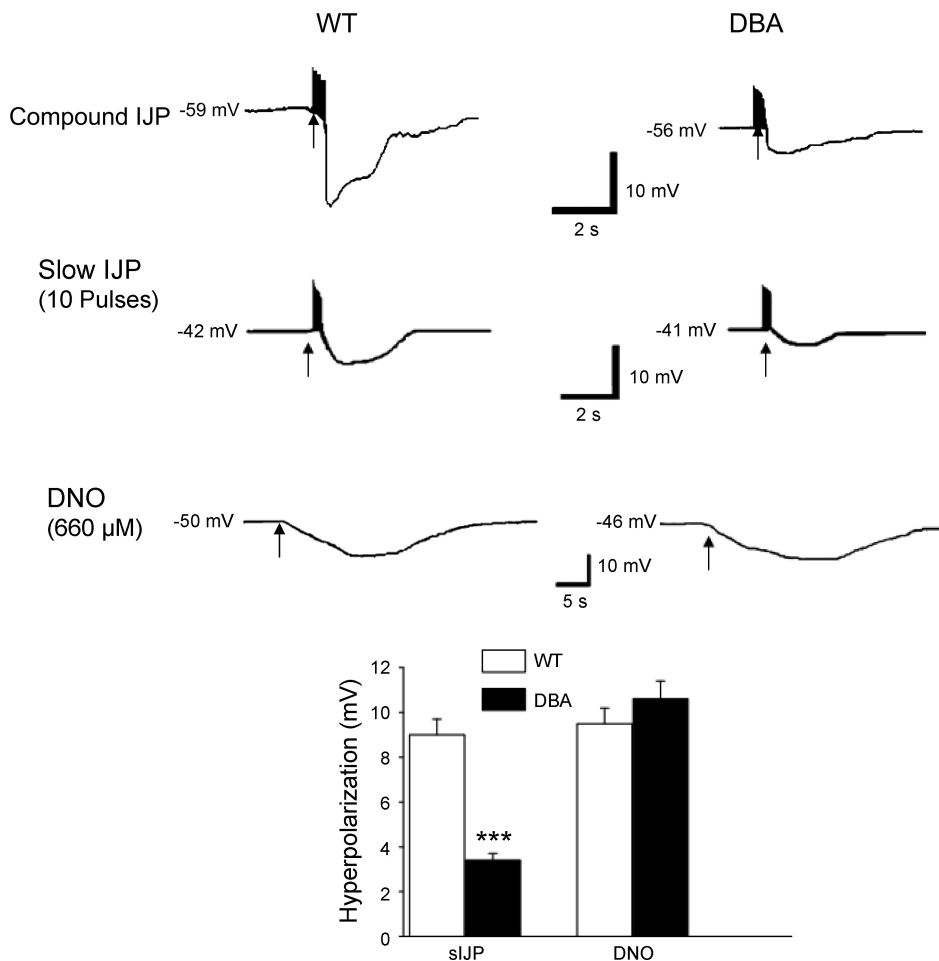 WT DBA
Compound IJP -59 mV -56 mV
10 mV
2 s
Slow IJP
(10 Pulses)
-42 mV -41 mV
10 mV
2 s
DNO
(660 µM)
-50 mV -46 mV
10 mV
5 s
WT
DBA
Hyperpolarization (mV)
12
10
8
6
4
2
0
***
sIJP DNO